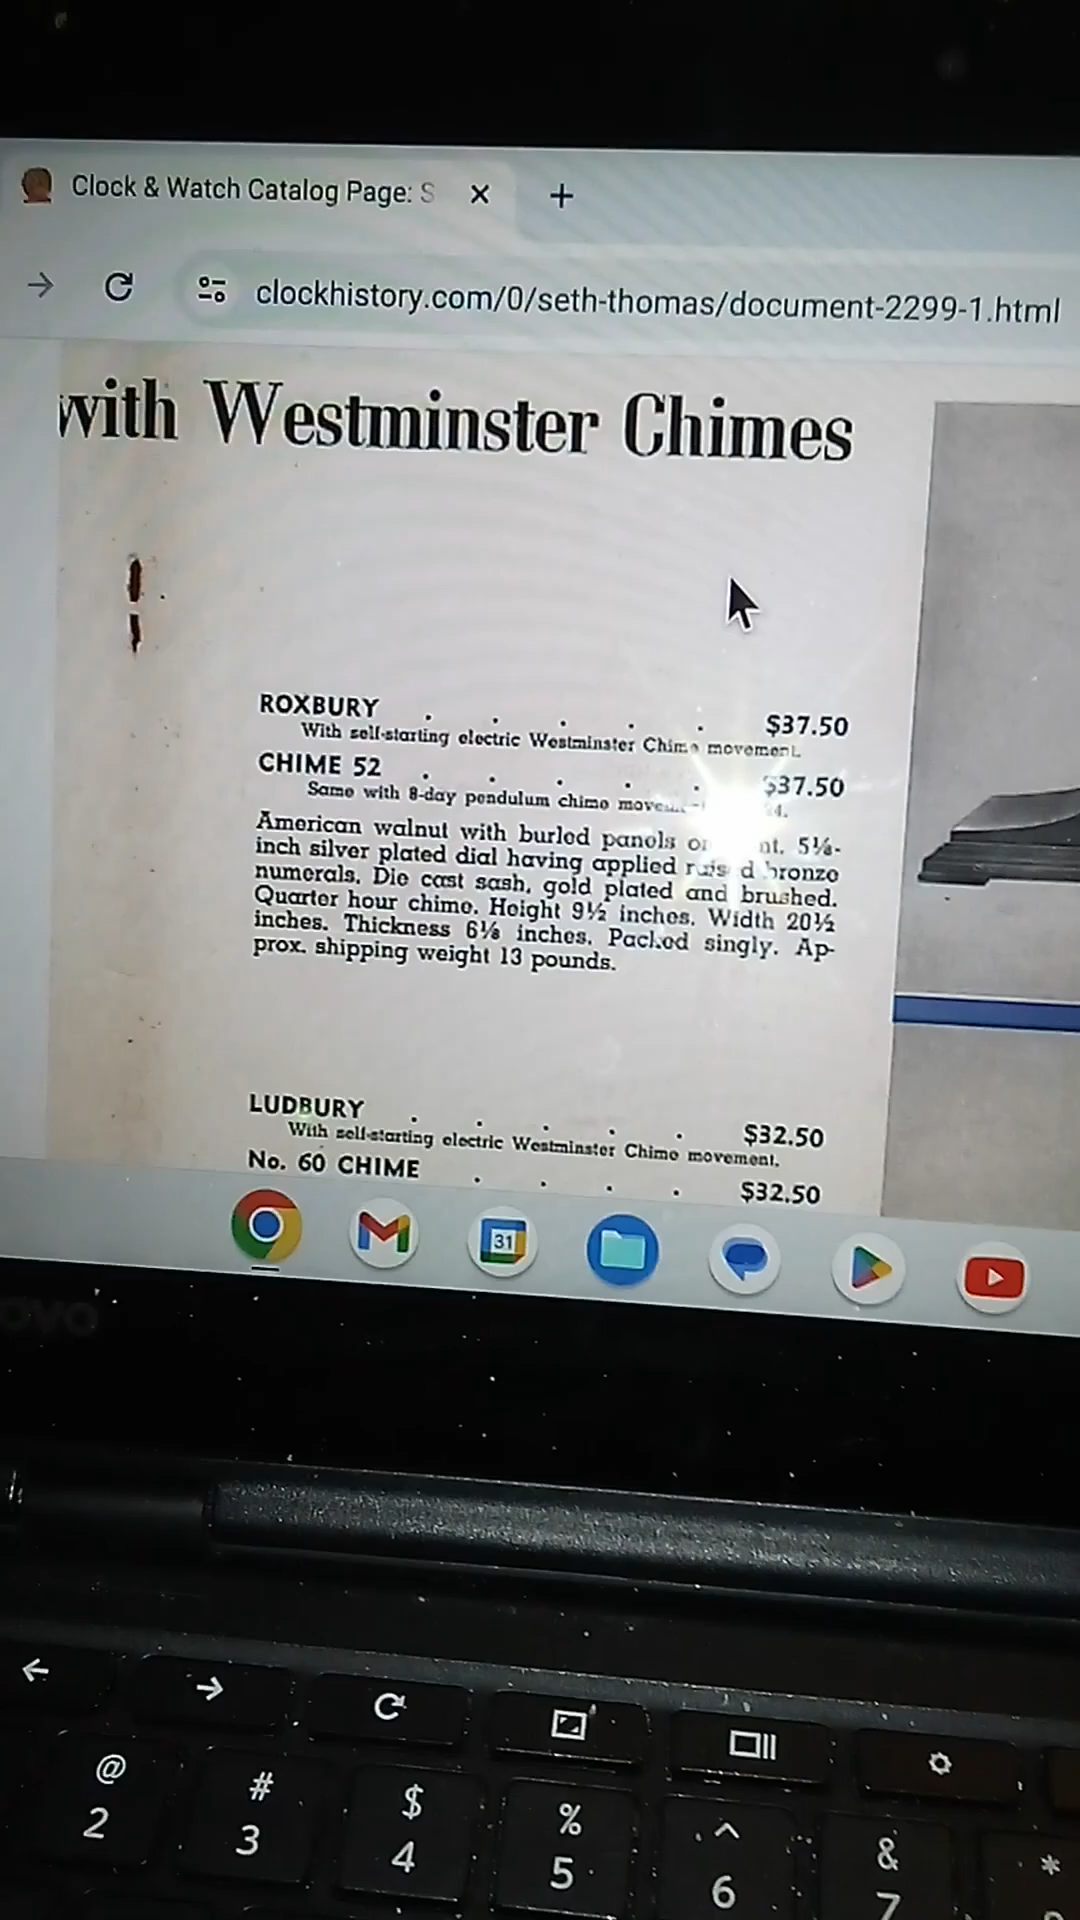 Clock & Watch Catalog Page: S
clockhistory.com/0/seth-thomas/document-2299-1.html
with Westminster Chimes
ROXBURY . . . . . $37.50
With self-starting electric Westminster Chime movement.
CHIME 52 . . . . . $37.50
Same with 8-day pendulum chime
American walnut with burled panels 5⅛-
inch silver plated dial having applied raised bronze
numerals. Die cast sash, gold plated and brushed.
Quarter hour chime. Height 9½ inches. Width 20½
inches. Thickness 6⅛ inches. Packed singly. Ap-
prox. shipping weight 13 pounds.
LUDBURY . . . . . $32.50
With self-starting electric Westminster Chime movement.
No. 60 CHIME . . . . $32.50
31
@ # $ % ^ & *
2 3 4 5 6 7